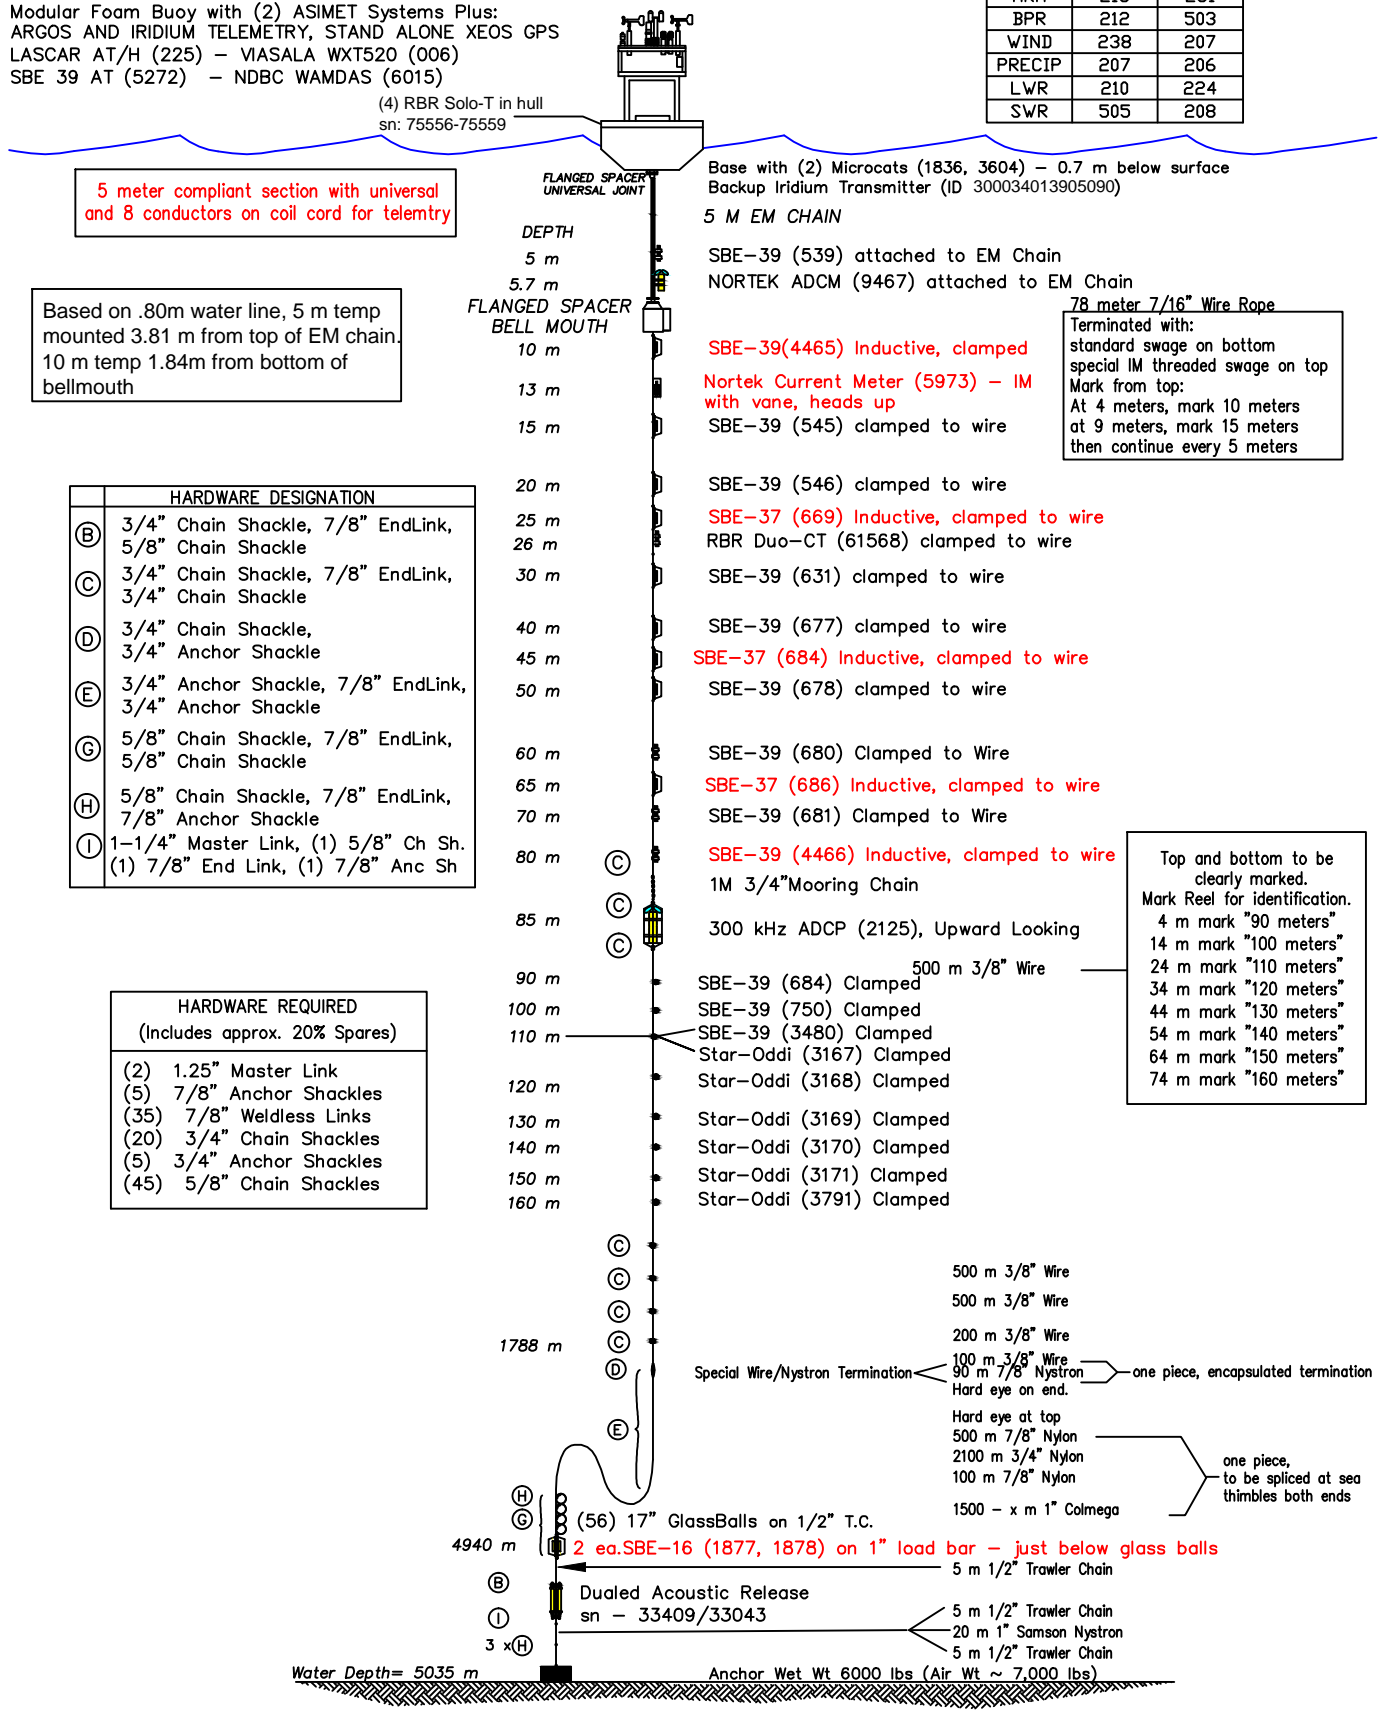 Modular Foam Buoy with (2) ASIMET Systems Plus:
ARGOS AND IRIDIUM TELEMETRY, STAND ALONE XEOS GPS
LASCAR AT/H (225) – VIASALA WXT520 (006)
SBE 39 AT (5272) – NDBC WAMDAS (6015)
BPR 212 503
WIND 238 207
PRECIP 207 206
LWR 210 224
SWR 505 208
(4) RBR Solo-T in hull
sn: 75556-75559
5 meter compliant section with universal
and 8 conductors on coil cord for telemtry
FLANGED SPACER
UNIVERSAL JOINT
Base with (2) Microcats (1836, 3604) – 0.7 m below surface
Backup Iridium Transmitter (ID 300034013905090)
5 M EM CHAIN
DEPTH
5 m SBE–39 (539) attached to EM Chain
5.7 m NORTEK ADCM (9467) attached to EM Chain
FLANGED SPACER
BELL MOUTH
Based on .80m water line, 5 m temp
mounted 3.81 m from top of EM chain.
10 m temp 1.84m from bottom of
bellmouth
78 meter 7/16" Wire Rope
Terminated with:
standard swage on bottom
special IM threaded swage on top
Mark from top:
At 4 meters, mark 10 meters
at 9 meters, mark 15 meters
then continue every 5 meters
10 m SBE–39(4465) Inductive, clamped
13 m Nortek Current Meter (5973) – IM
with vane, heads up
15 m SBE–39 (545) clamped to wire
20 m SBE–39 (546) clamped to wire
25 m SBE–37 (669) Inductive, clamped to wire
26 m RBR Duo–CT (61568) clamped to wire
30 m SBE–39 (631) clamped to wire
40 m SBE–39 (677) clamped to wire
45 m SBE–37 (684) Inductive, clamped to wire
50 m SBE–39 (678) clamped to wire
60 m SBE–39 (680) Clamped to Wire
65 m SBE–37 (686) Inductive, clamped to wire
70 m SBE–39 (681) Clamped to Wire
80 m C SBE–39 (4466) Inductive, clamped to wire
1M 3/4"Mooring Chain
C
85 m 300 kHz ADCP (2125), Upward Looking
C
HARDWARE DESIGNATION
B 3/4" Chain Shackle, 7/8" EndLink,
5/8" Chain Shackle
C 3/4" Chain Shackle, 7/8" EndLink,
3/4" Chain Shackle
D 3/4" Chain Shackle,
3/4" Anchor Shackle
E 3/4" Anchor Shackle, 7/8" EndLink,
3/4" Anchor Shackle
G 5/8" Chain Shackle, 7/8" EndLink,
5/8" Chain Shackle
H 5/8" Chain Shackle, 7/8" EndLink,
7/8" Anchor Shackle
I 1–1/4" Master Link, (1) 5/8" Ch Sh.
(1) 7/8" End Link, (1) 7/8" Anc Sh
Top and bottom to be
clearly marked.
Mark Reel for identification.
4 m mark "90 meters"
14 m mark "100 meters"
24 m mark "110 meters"
34 m mark "120 meters"
44 m mark "130 meters"
54 m mark "140 meters"
64 m mark "150 meters"
74 m mark "160 meters"
500 m 3/8" Wire
90 m SBE–39 (684) Clamped
100 m SBE–39 (750) Clamped
110 m SBE–39 (3480) Clamped
Star–Oddi (3167) Clamped
120 m Star–Oddi (3168) Clamped
130 m Star–Oddi (3169) Clamped
140 m Star–Oddi (3170) Clamped
150 m Star–Oddi (3171) Clamped
160 m Star–Oddi (3791) Clamped
HARDWARE REQUIRED
(Includes approx. 20% Spares)
(2) 1.25" Master Link
(5) 7/8" Anchor Shackles
(35) 7/8" Weldless Links
(20) 3/4" Chain Shackles
(5) 3/4" Anchor Shackles
(45) 5/8" Chain Shackles
C
C
C
C
1788 m
D
E
500 m 3/8" Wire
500 m 3/8" Wire
200 m 3/8" Wire
100 m 3/8" Wire
90 m 7/8" Nystron
Hard eye on end.
Special Wire/Nystron Termination
one piece, encapsulated termination
Hard eye at top
500 m 7/8" Nylon
2100 m 3/4" Nylon
100 m 7/8" Nylon
1500 – x m 1" Colmega
one piece,
to be spliced at sea
thimbles both ends
H
G (56) 17" GlassBalls on 1/2" T.C.
4940 m 2 ea.SBE–16 (1877, 1878) on 1" load bar – just below glass balls
5 m 1/2" Trawler Chain
B Dualed Acoustic Release
I sn – 33409/33043
3 x H
5 m 1/2" Trawler Chain
20 m 1" Samson Nystron
5 m 1/2" Trawler Chain
Water Depth= 5035 m
Anchor Wet Wt 6000 lbs (Air Wt ~ 7,000 lbs)